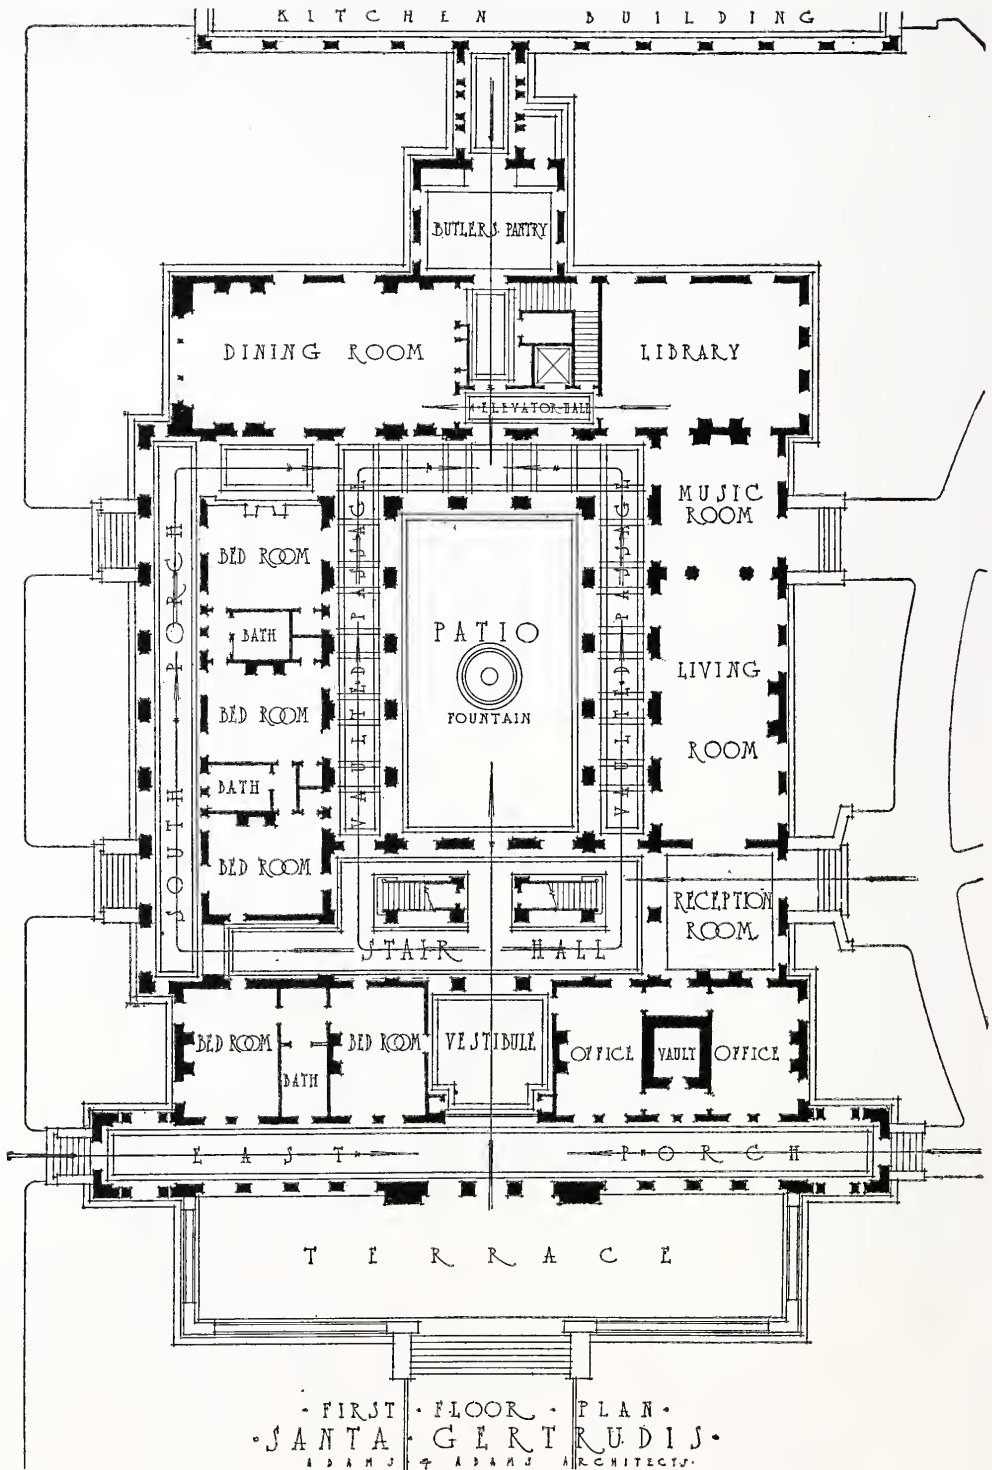 KITCHEN BUILDING
BUTLERS· PANTRY
DINING ROOM
LIBRARY
ELEVATOR·HALL
MUSIC
ROOM
BED ROOM
SOUTH PORCH
VAULTED PASSAGE
VAULTED PASSAGE
BATH
PATIO
FOUNTAIN
LIVING
ROOM
BED ROOM
BATH
BED ROOM
RECEPTION
ROOM
STAIR HALL
BED ROOM
BATH
BED ROOM
VESTIBULE
OFFICE
VAULT
OFFICE
EAST PORCH
TERRACE
·FIRST·FLOOR·PLAN·
·SANTA·GERTRUDIS·
ADAMS & ADAMS ARCHITECTS·